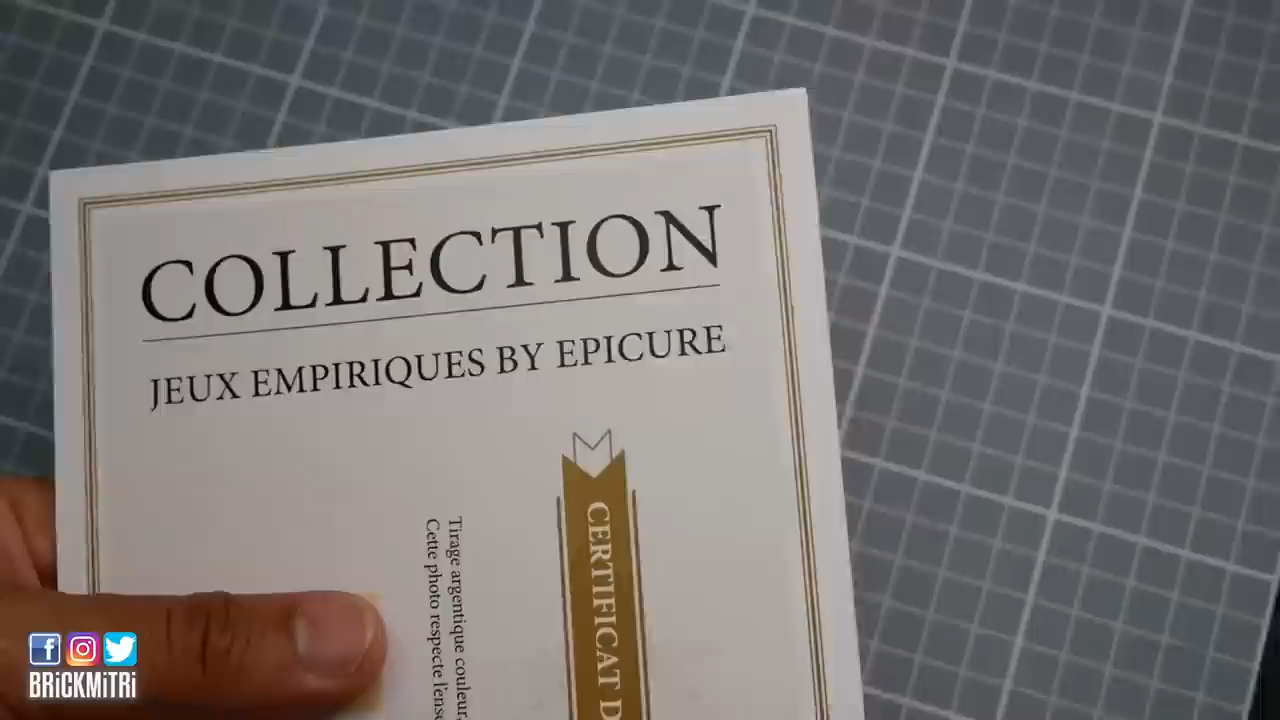 COLLECTION
JEUX EMPIRIQUES BY EPICURE
CERTIFICAT D
Tirage argentique couleur.
Cette photo respecte l'ens
BRiCKMiTRi